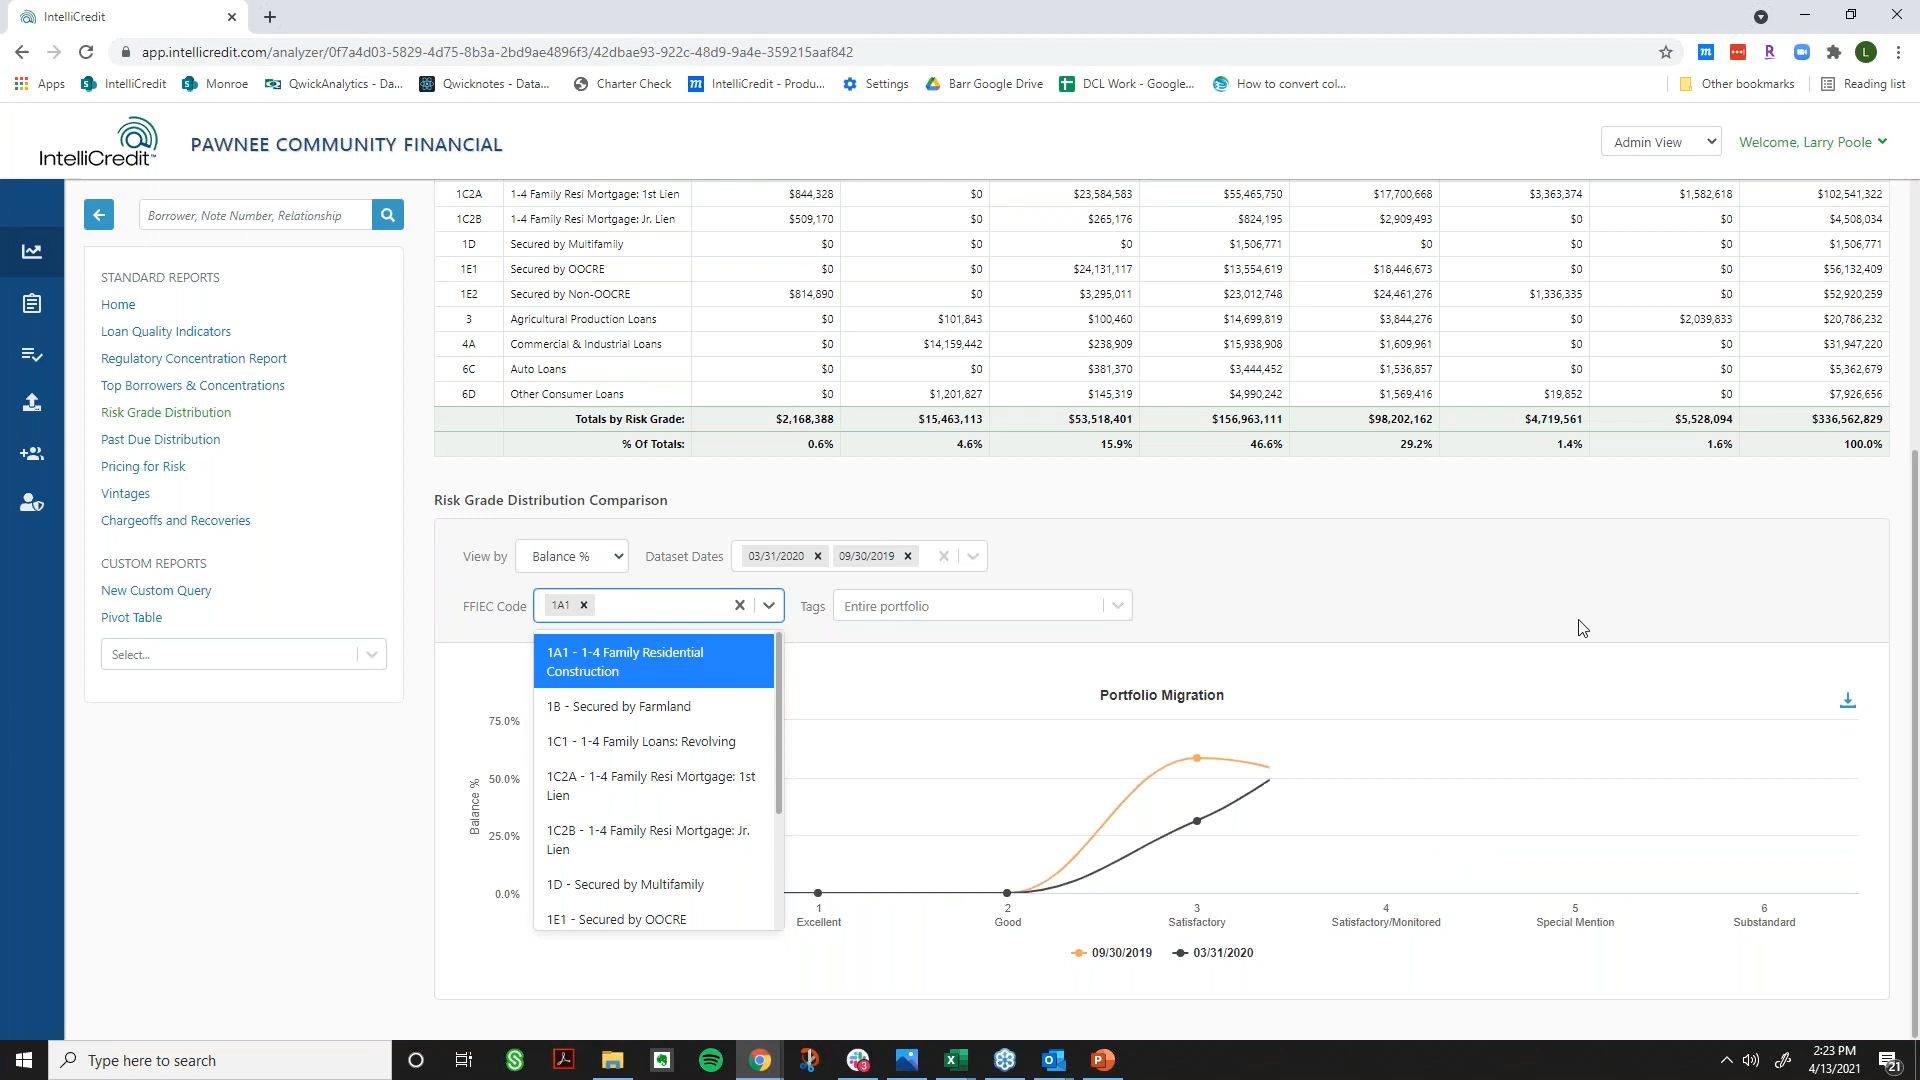 IntelliCredit
app.intellicredit.com/analyzer/0f7a4d03-5829-4d75-8b3a-2bd9ae4896f3/42dbae93-922c-48d9-9a4e-359215aaf842
L
Apps IntelliCredit Monroe QwickAnalytics - Da... Qwicknotes - Data... Charter Check IntelliCredit - Produ... Settings Barr Google Drive DCL Work - Google... How to convert col... Other bookmarks Reading list
IntelliCredit™ PAWNEE COMMUNITY FINANCIAL Admin View Welcome, Larry Poole
Borrower, Note Number, Relationship
STANDARD REPORTS
Home
Loan Quality Indicators
Regulatory Concentration Report
Top Borrowers & Concentrations
Risk Grade Distribution
Past Due Distribution
Pricing for Risk
Vintages
Chargeoffs and Recoveries
CUSTOM REPORTS
New Custom Query
Pivot Table
Select...
1C2A 1-4 Family Resi Mortgage: 1st Lien $844,328 $0 $23,584,583 $55,465,750 $17,700,668 $3,363,374 $1,582,618 $102,541,322
1C2B 1-4 Family Resi Mortgage: Jr. Lien $509,170 $0 $265,176 $824,195 $2,909,493 $0 $0 $4,508,034
1D Secured by Multifamily $0 $0 $0 $1,506,771 $0 $0 $0 $1,506,771
1E1 Secured by OOCRE $0 $0 $24,131,117 $13,554,619 $18,446,673 $0 $0 $56,132,409
1E2 Secured by Non-OOCRE $814,890 $0 $3,295,011 $23,012,748 $24,461,276 $1,336,335 $0 $52,920,259
3 Agricultural Production Loans $0 $101,843 $100,460 $14,699,819 $3,844,276 $0 $2,039,833 $20,786,232
4A Commercial & Industrial Loans $0 $14,159,442 $238,909 $15,938,908 $1,609,961 $0 $0 $31,947,220
6C Auto Loans $0 $0 $381,370 $3,444,452 $1,536,857 $0 $0 $5,362,679
6D Other Consumer Loans $0 $1,201,827 $145,319 $4,990,242 $1,569,416 $19,852 $0 $7,926,656
Totals by Risk Grade: $2,168,388 $15,463,113 $53,518,401 $156,963,111 $98,202,162 $4,719,561 $5,528,094 $336,562,829
% Of Totals: 0.6% 4.6% 15.9% 46.6% 29.2% 1.4% 1.6% 100.0%
Risk Grade Distribution Comparison
View by Balance % Dataset Dates 03/31/2020 09/30/2019
FFIEC Code 1A1 Tags Entire portfolio
1A1 - 1-4 Family Residential
Construction
1B - Secured by Farmland
1C1 - 1-4 Family Loans: Revolving
1C2A - 1-4 Family Resi Mortgage: 1st
Lien
1C2B - 1-4 Family Resi Mortgage: Jr.
Lien
1D - Secured by Multifamily
1E1 - Secured by OOCRE
Portfolio Migration
Balance %
75.0%
50.0%
25.0%
0.0%
1 2 3 4 5 6
Excellent Good Satisfactory Satisfactory/Monitored Special Mention Substandard
09/30/2019 03/31/2020
Type here to search
3
2:23 PM
4/13/2021
21